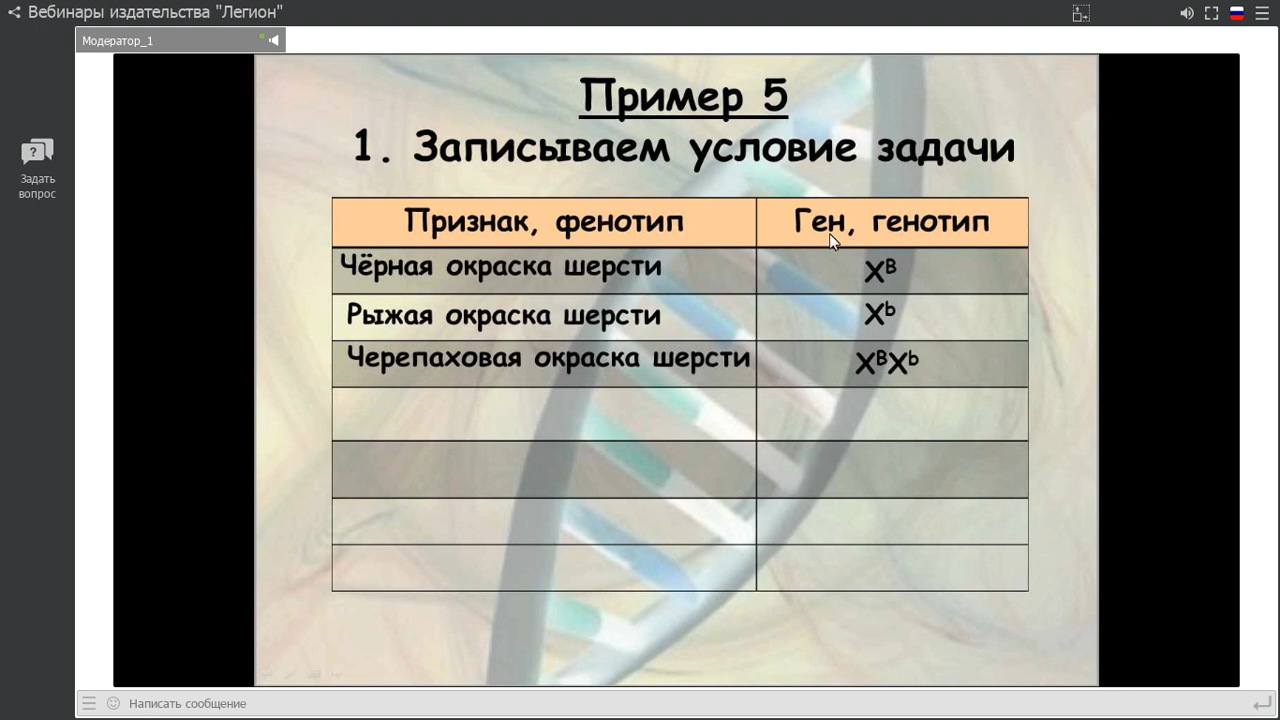 Вебинары издательства "Легион"
Модератор_1
Задать
вопрос
Пример 5
1. Записываем условие задачи
Признак, фенотип
Ген, генотип
Чёрная окраска шерсти
Xᴮ
Рыжая окраска шерсти
Xᵇ
Черепаховая окраска шерсти
XᴮXᵇ
Написать сообщение